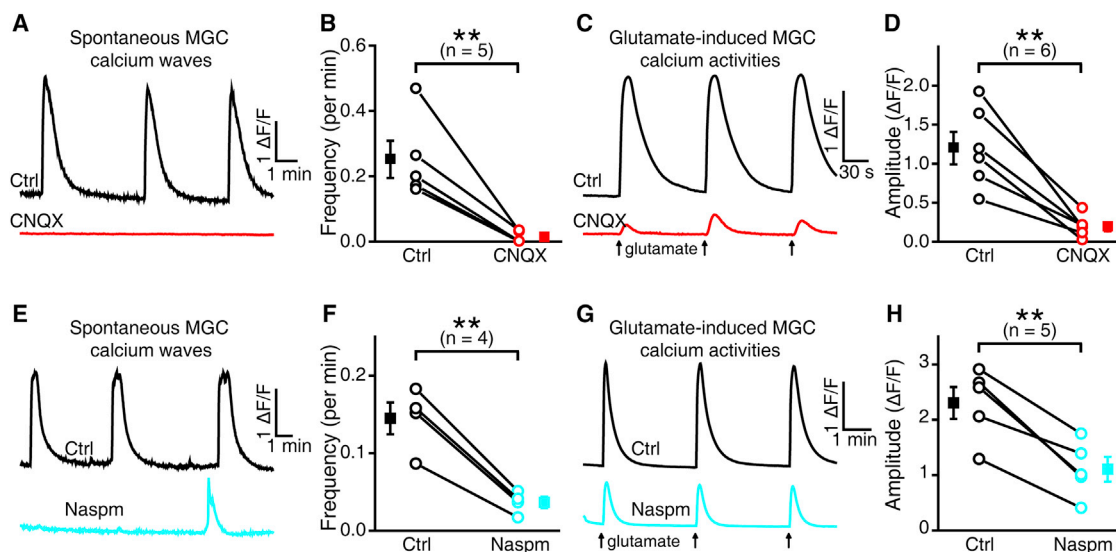 A
Spontaneous MGC
calcium waves
Ctrl
CNQX
1 ΔF/F
1 min
B
**
(n = 5)
Frequency (per min)
0.6
0.4
0.2
0.0
Ctrl
CNQX
C
Glutamate-induced MGC
calcium activities
Ctrl
CNQX
glutamate
1 ΔF/F
30 s
D
**
(n = 6)
Amplitude (ΔF/F)
2.0
1.5
1.0
0.5
0.0
Ctrl
CNQX
E
Spontaneous MGC
calcium waves
Ctrl
Naspm
1 ΔF/F
1 min
F
**
(n = 4)
Frequency (per min)
0.2
0.1
0.0
Ctrl
Naspm
G
Glutamate-induced MGC
calcium activities
Ctrl
Naspm
glutamate
1 ΔF/F
1 min
H
**
(n = 5)
Amplitude (ΔF/F)
3
2
1
0
Ctrl
Naspm